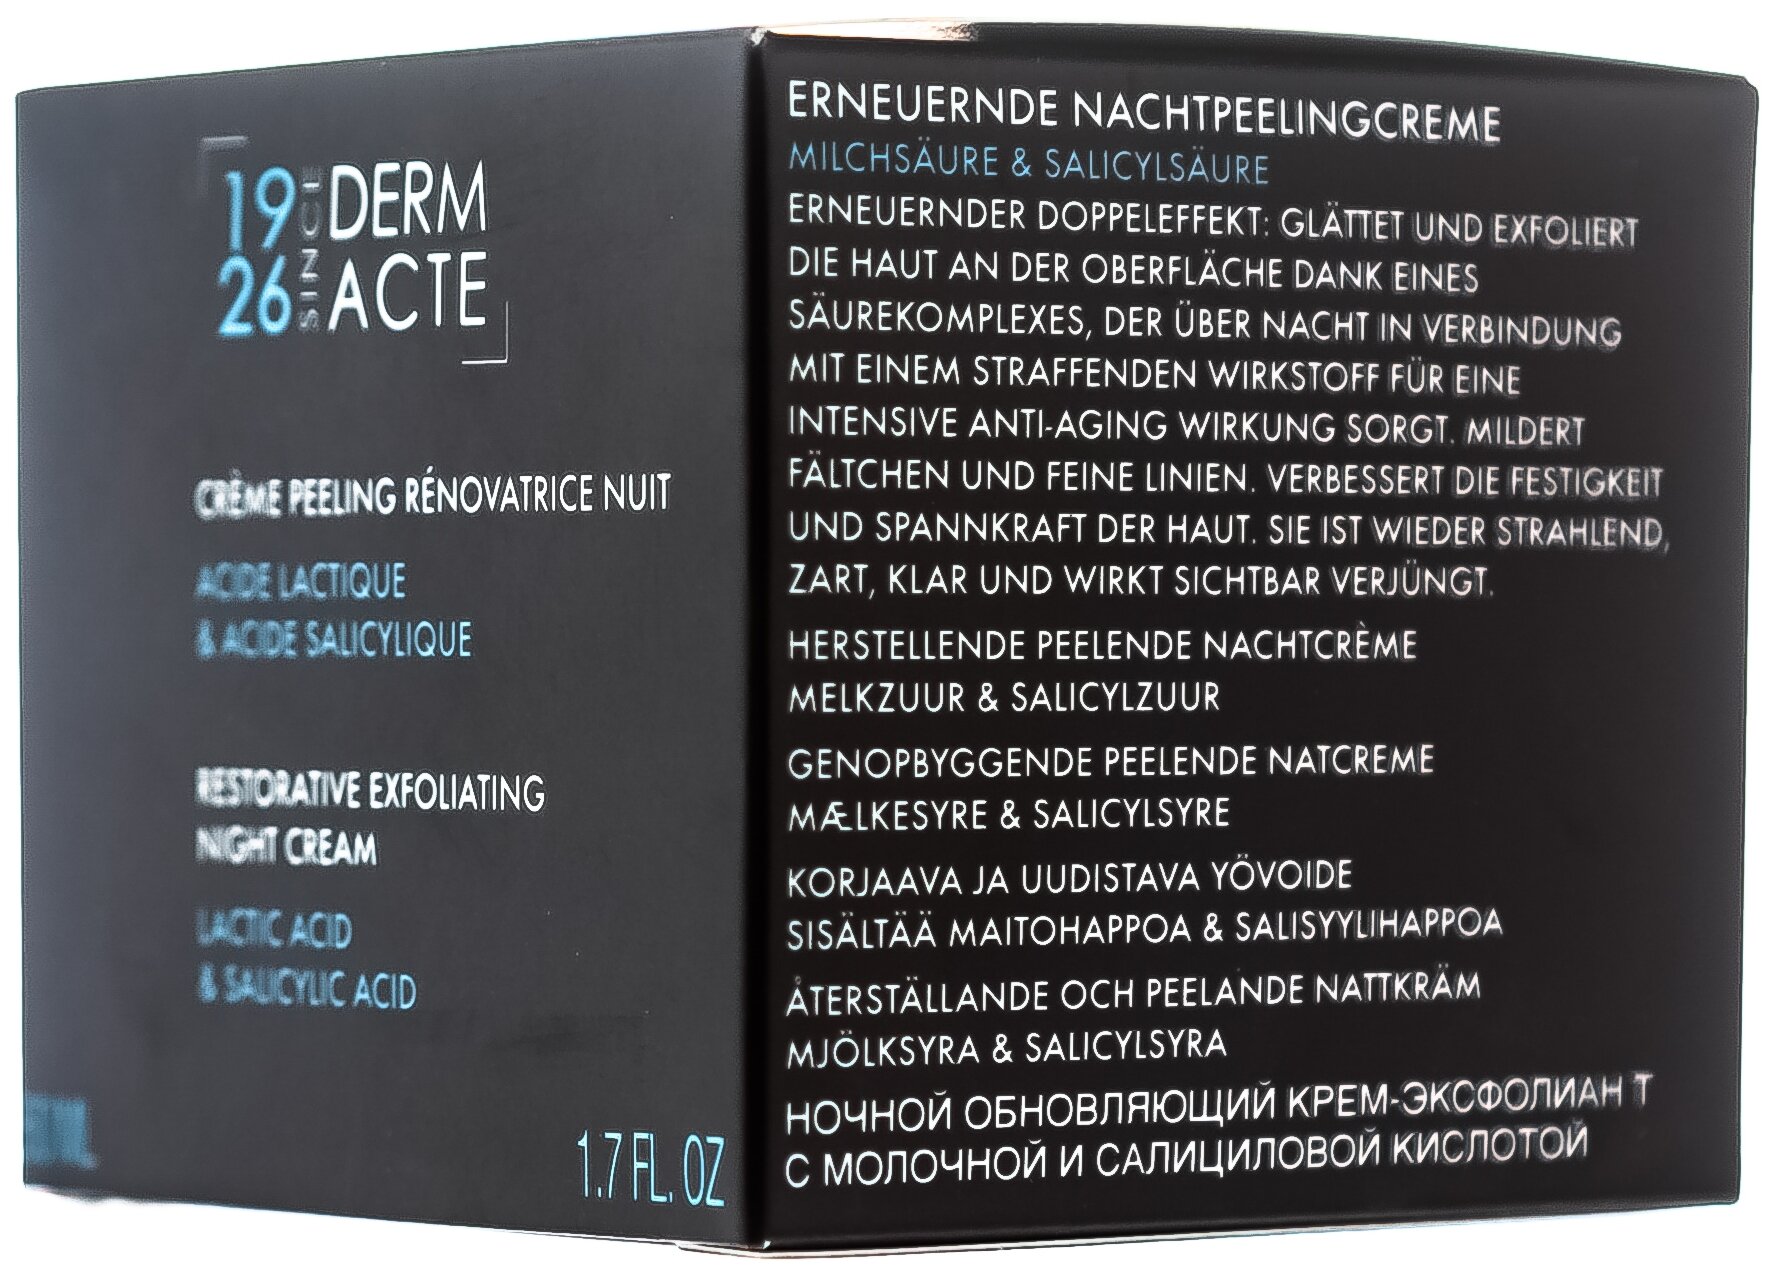 19 SINCE DERM
26 ACTE
CRÈME PEELING RÉNOVATRICE NUIT
ACIDE LACTIQUE
& ACIDE SALICYLIQUE
RESTORATIVE EXFOLIATING
NIGHT CREAM
LACTIC ACID
& SALICYLIC ACID
1.7 FL. OZ
ERNEUERNDE NACHTPEELINGCREME
MILCHSÄURE & SALICYLSÄURE
ERNEUERNDER DOPPELEFFEKT: GLÄTTET UND EXFOLIERT
DIE HAUT AN DER OBERFLÄCHE DANK EINES
SÄUREKOMPLEXES, DER ÜBER NACHT IN VERBINDUNG
MIT EINEM STRAFFENDEN WIRKSTOFF FÜR EINE
INTENSIVE ANTI-AGING WIRKUNG SORGT. MILDERT
FÄLTCHEN UND FEINE LINIEN. VERBESSERT DIE FESTIGKEIT
UND SPANNKRAFT DER HAUT. SIE IST WIEDER STRAHLEND,
ZART, KLAR UND WIRKT SICHTBAR VERJÜNGT.
HERSTELLENDE PEELENDE NACHTCRÈME
MELKZUUR & SALICYLZUUR
GENOPBYGGENDE PEELENDE NATCREME
MÆLKESYRE & SALICYLSYRE
KORJAAVA JA UUDISTAVA YÖVOIDE
SISÄLTÄÄ MAITOHAPPOA & SALISYYLIHAPPOA
ÅTERSTÄLLANDE OCH PEELANDE NATTKRÄM
MJÖLKSYRA & SALICYLSYRA
НОЧНОЙ ОБНОВЛЯЮЩИЙ КРЕМ-ЭКСФОЛИАН Т
С МОЛОЧНОЙ И САЛИЦИЛОВОЙ КИСЛОТОЙ